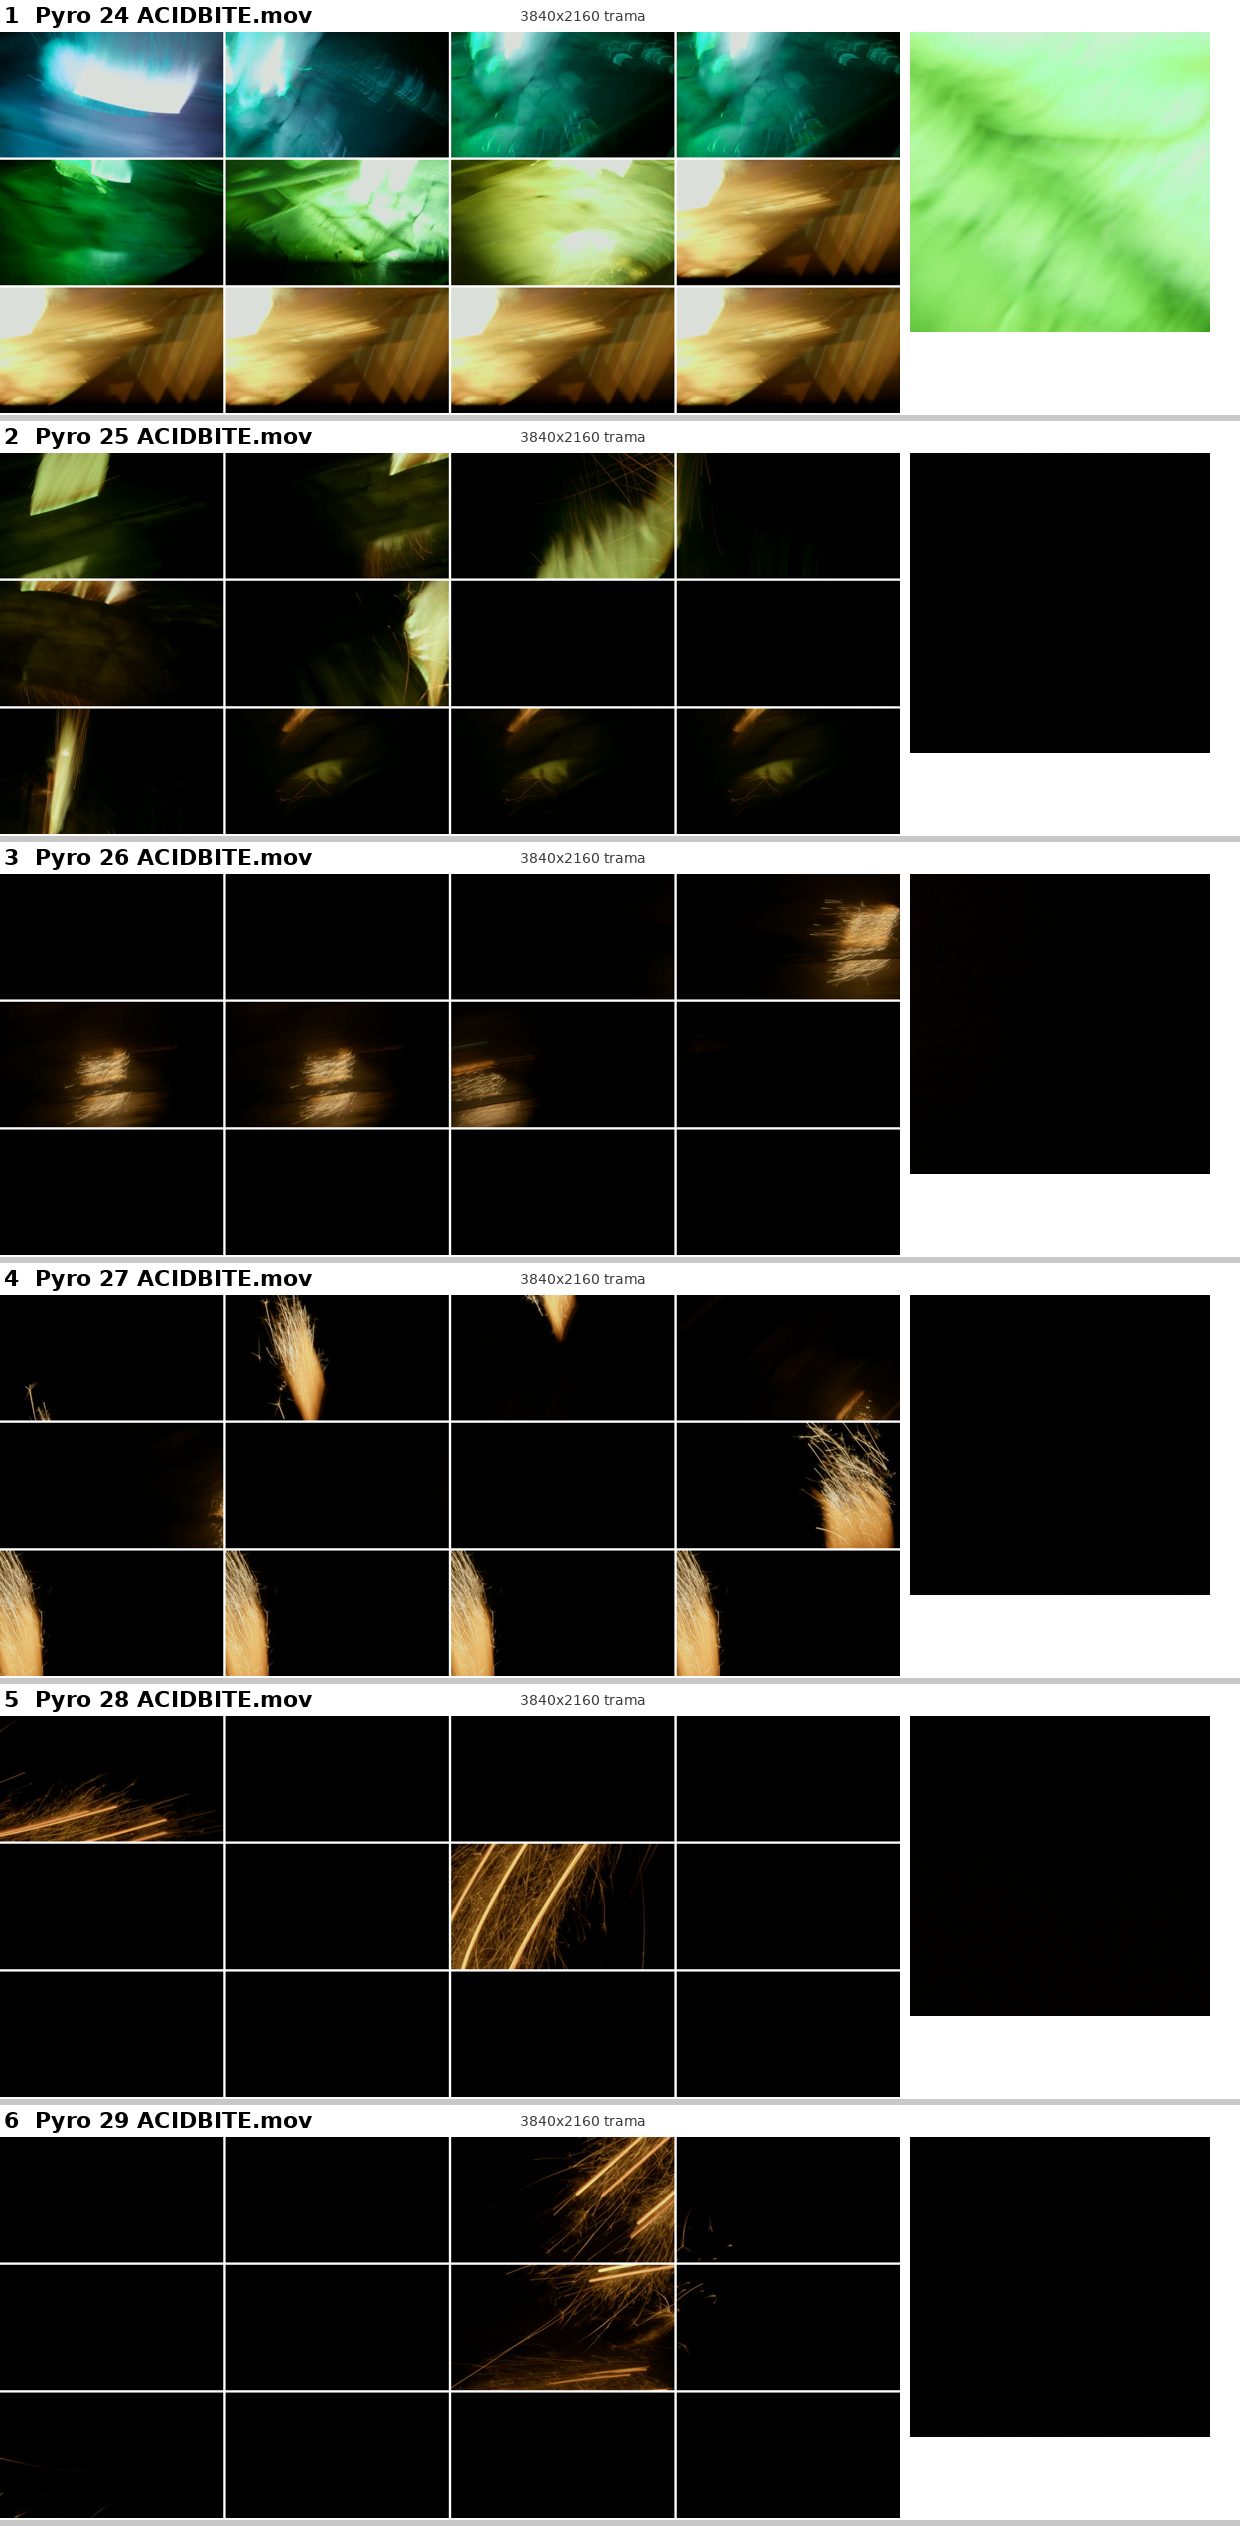 1 Pyro 24 ACIDBITE.mov 3840x2160 trama
2 Pyro 25 ACIDBITE.mov 3840x2160 trama
3 Pyro 26 ACIDBITE.mov 3840x2160 trama
4 Pyro 27 ACIDBITE.mov 3840x2160 trama
5 Pyro 28 ACIDBITE.mov 3840x2160 trama
6 Pyro 29 ACIDBITE.mov 3840x2160 trama